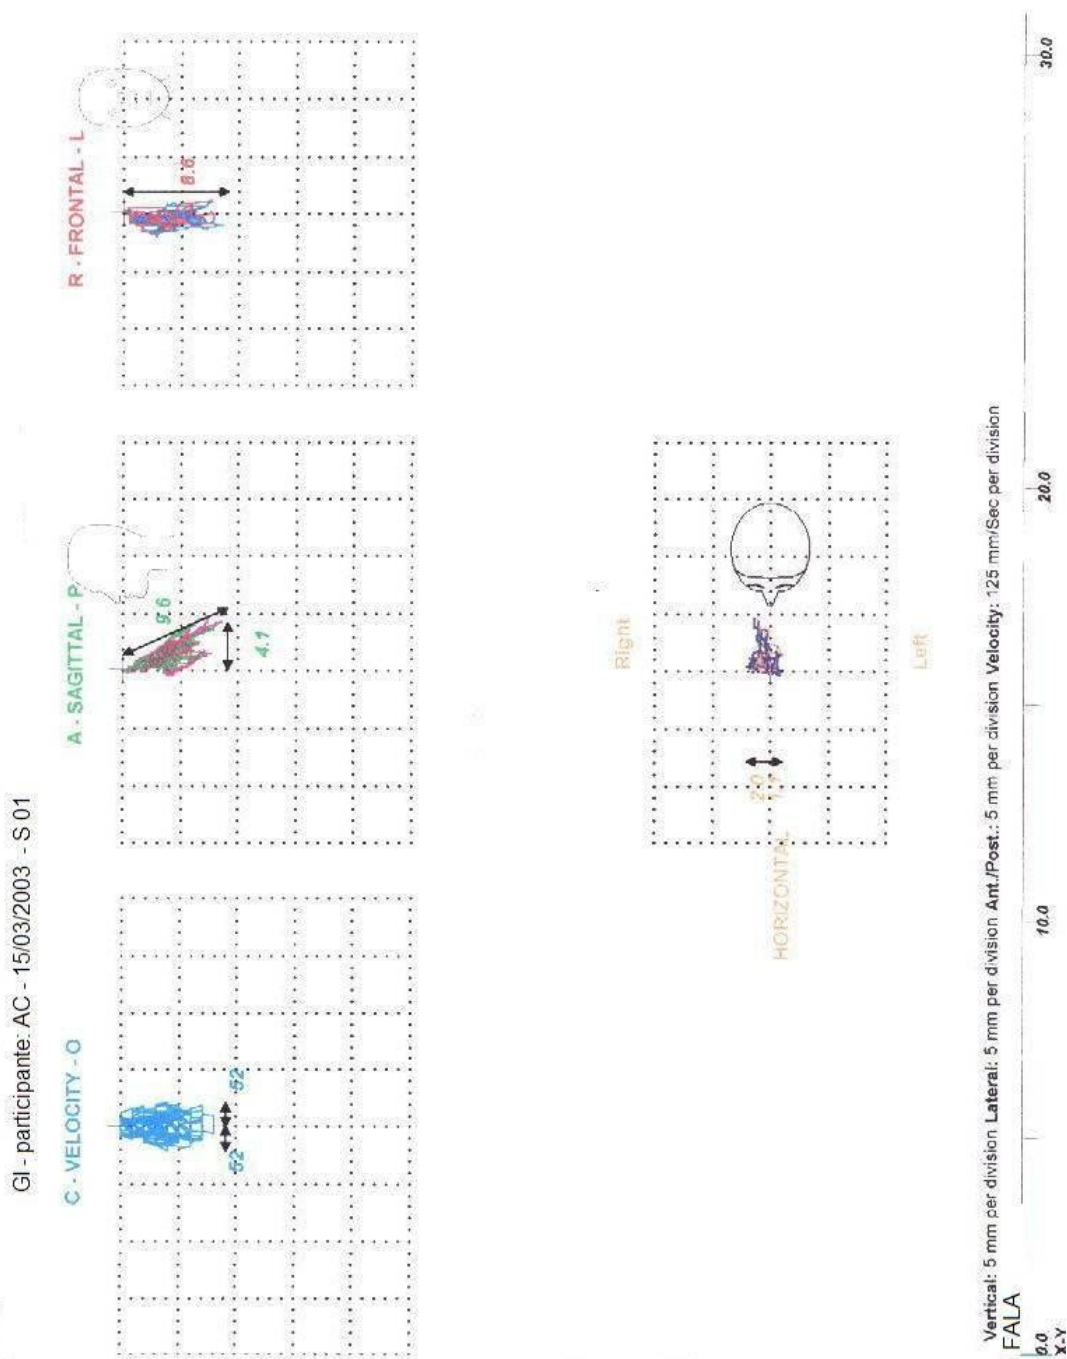 GI - participante: AC - 15/03/2003 - S 01
C - VELOCITY - O
A - SAGITTAL - P
R - FRONTAL - L
52
52
9.6
4.1
8.6
Right
HORIZONTAL
2.0
Left
Vertical: 5 mm per division Lateral: 5 mm per division Ant./Post.: 5 mm per division Velocity: 125 mm/Sec per division
FALA
0.0
10.0
20.0
30.0
X-Y